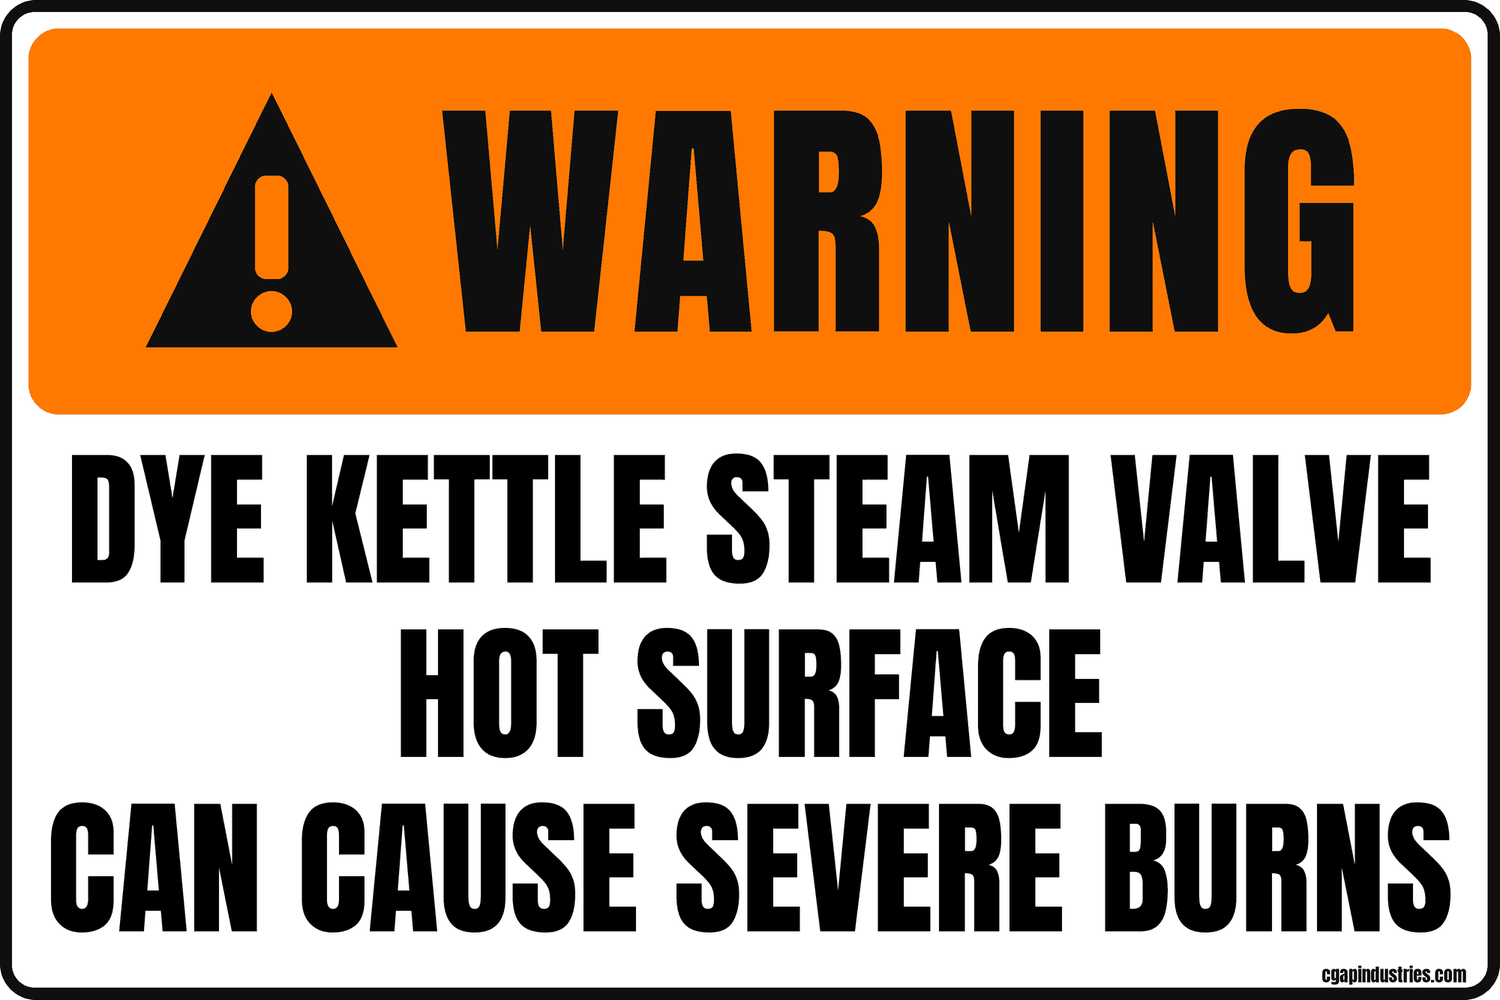 WARNING
DYE KETTLE STEAM VALVE
HOT SURFACE
CAN CAUSE SEVERE BURNS
cgapindustries.com